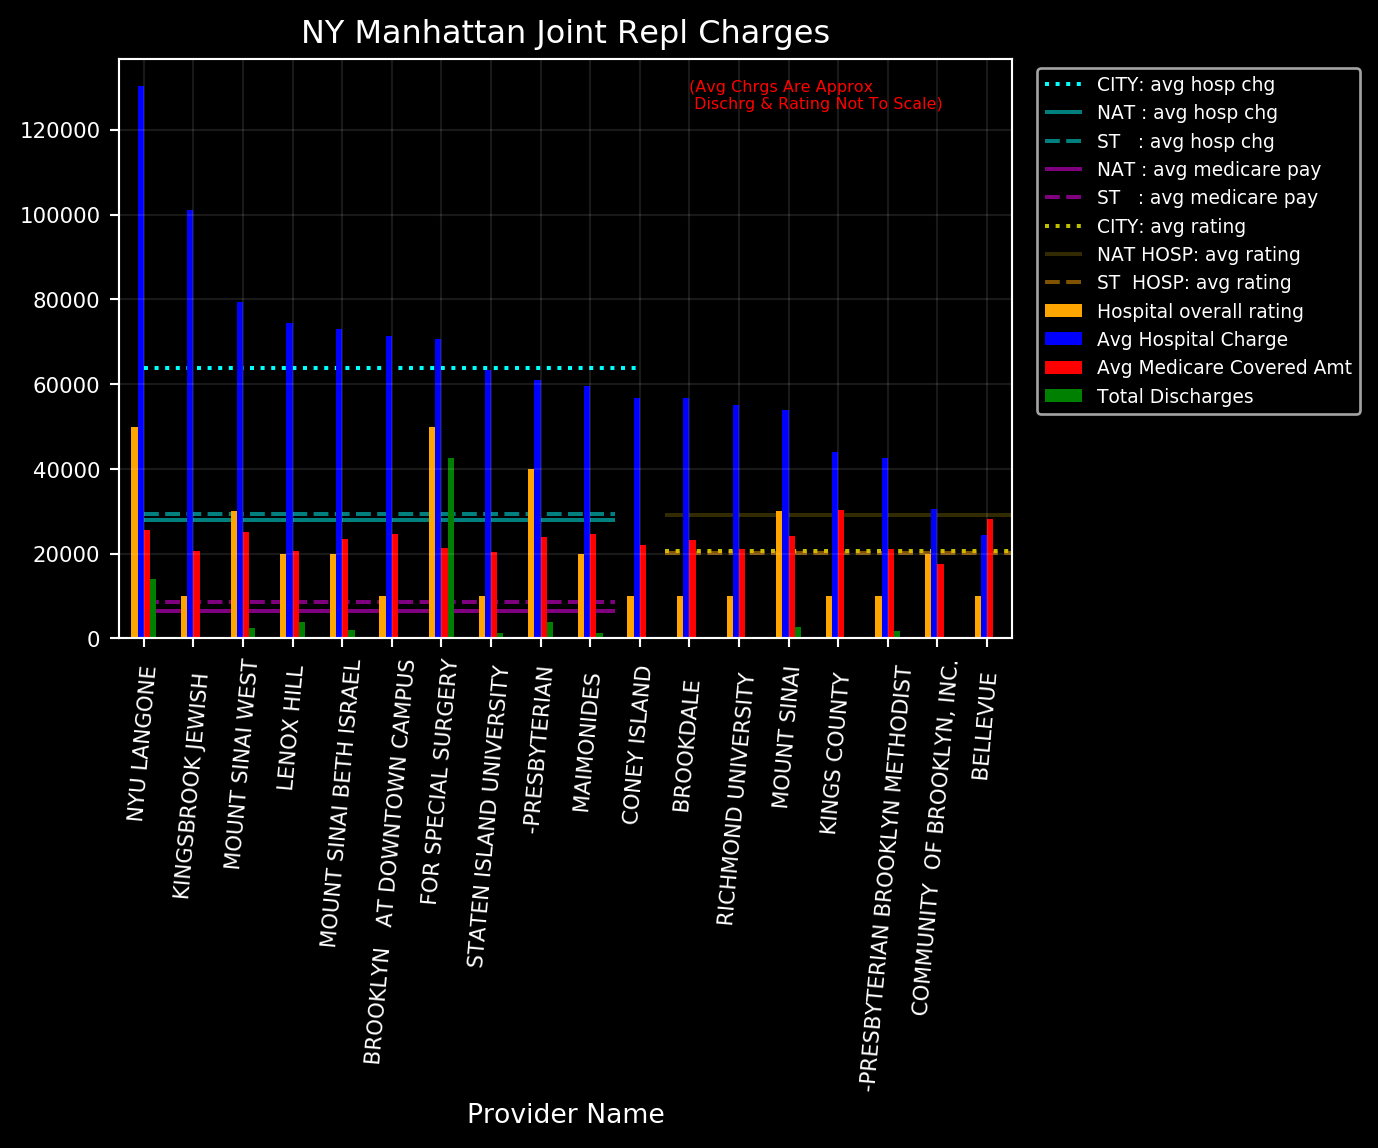 NY Manhattan Joint Repl Charges
(Avg Chrgs Are Approx
Dischrg & Rating Not To Scale)
120000
100000
80000
60000
40000
20000
0
NYU LANGONE
KINGSBROOK JEWISH
MOUNT SINAI WEST
LENOX HILL
MOUNT SINAI BETH ISRAEL
BROOKLYN   AT DOWNTOWN CAMPUS
FOR SPECIAL SURGERY
STATEN ISLAND UNIVERSITY
-PRESBYTERIAN
MAIMONIDES
CONEY ISLAND
BROOKDALE
RICHMOND UNIVERSITY
MOUNT SINAI
KINGS COUNTY
-PRESBYTERIAN BROOKLYN METHODIST
COMMUNITY  OF BROOKLYN, INC.
BELLEVUE
Provider Name
CITY: avg hosp chg
NAT : avg hosp chg
ST   : avg hosp chg
NAT : avg medicare pay
ST   : avg medicare pay
CITY: avg rating
NAT HOSP: avg rating
ST  HOSP: avg rating
Hospital overall rating
Avg Hospital Charge
Avg Medicare Covered Amt
Total Discharges